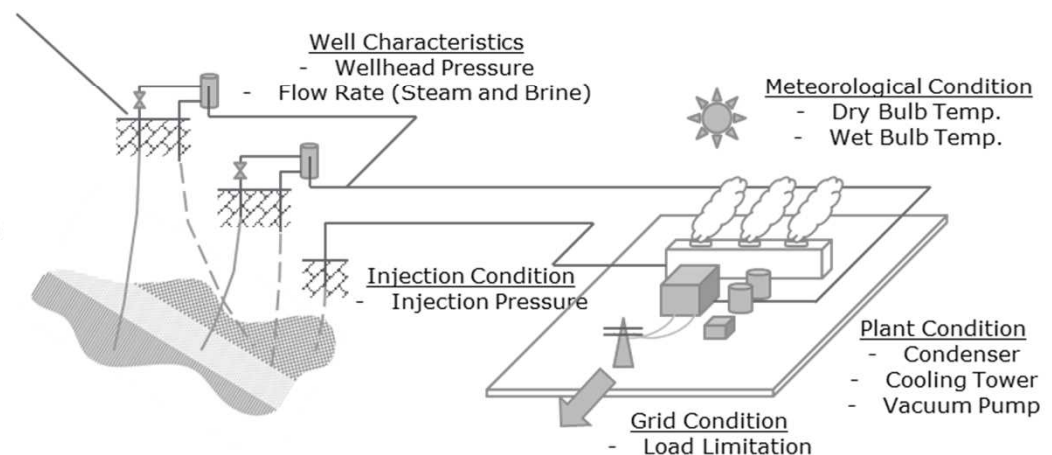 Well Characteristics
- Wellhead Pressure
- Flow Rate (Steam and Brine)
Meteorological Condition
- Dry Bulb Temp.
- Wet Bulb Temp.
Injection Condition
- Injection Pressure
Plant Condition
- Condenser
- Cooling Tower
- Vacuum Pump
Grid Condition
- Load Limitation